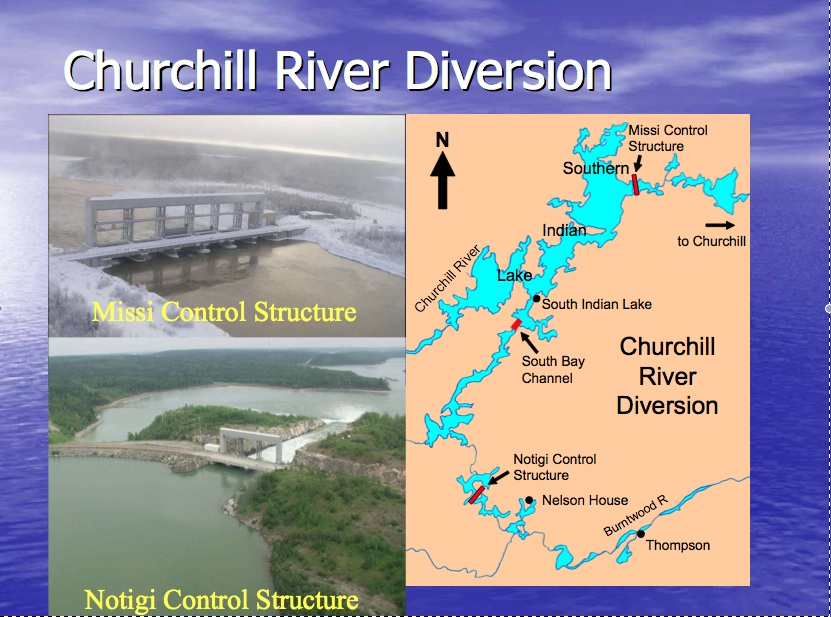 Churchill River Diversion
Missi Control Structure
Notigi Control Structure
N
Missi Control
Structure
Southern
Indian
Lake
to Churchill
Churchill River
South Indian Lake
South Bay
Channel
Churchill
River
Diversion
Notigi Control
Structure
Nelson House
Burntwood R
Thompson